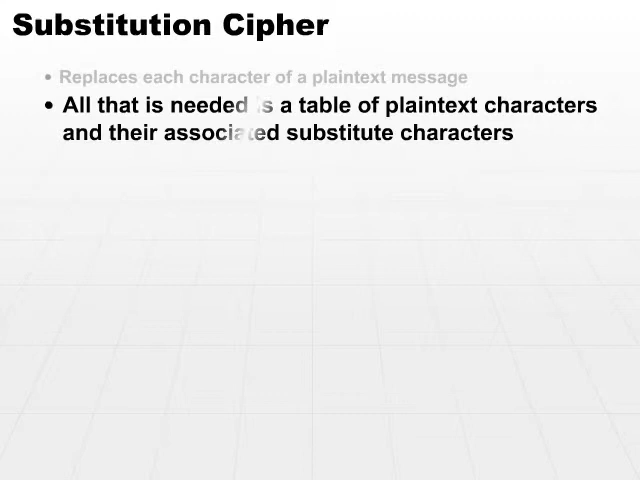 Substitution Cipher
• Replaces each character of a plaintext message
• All that is needed is a table of plaintext characters
and their associated substitute characters